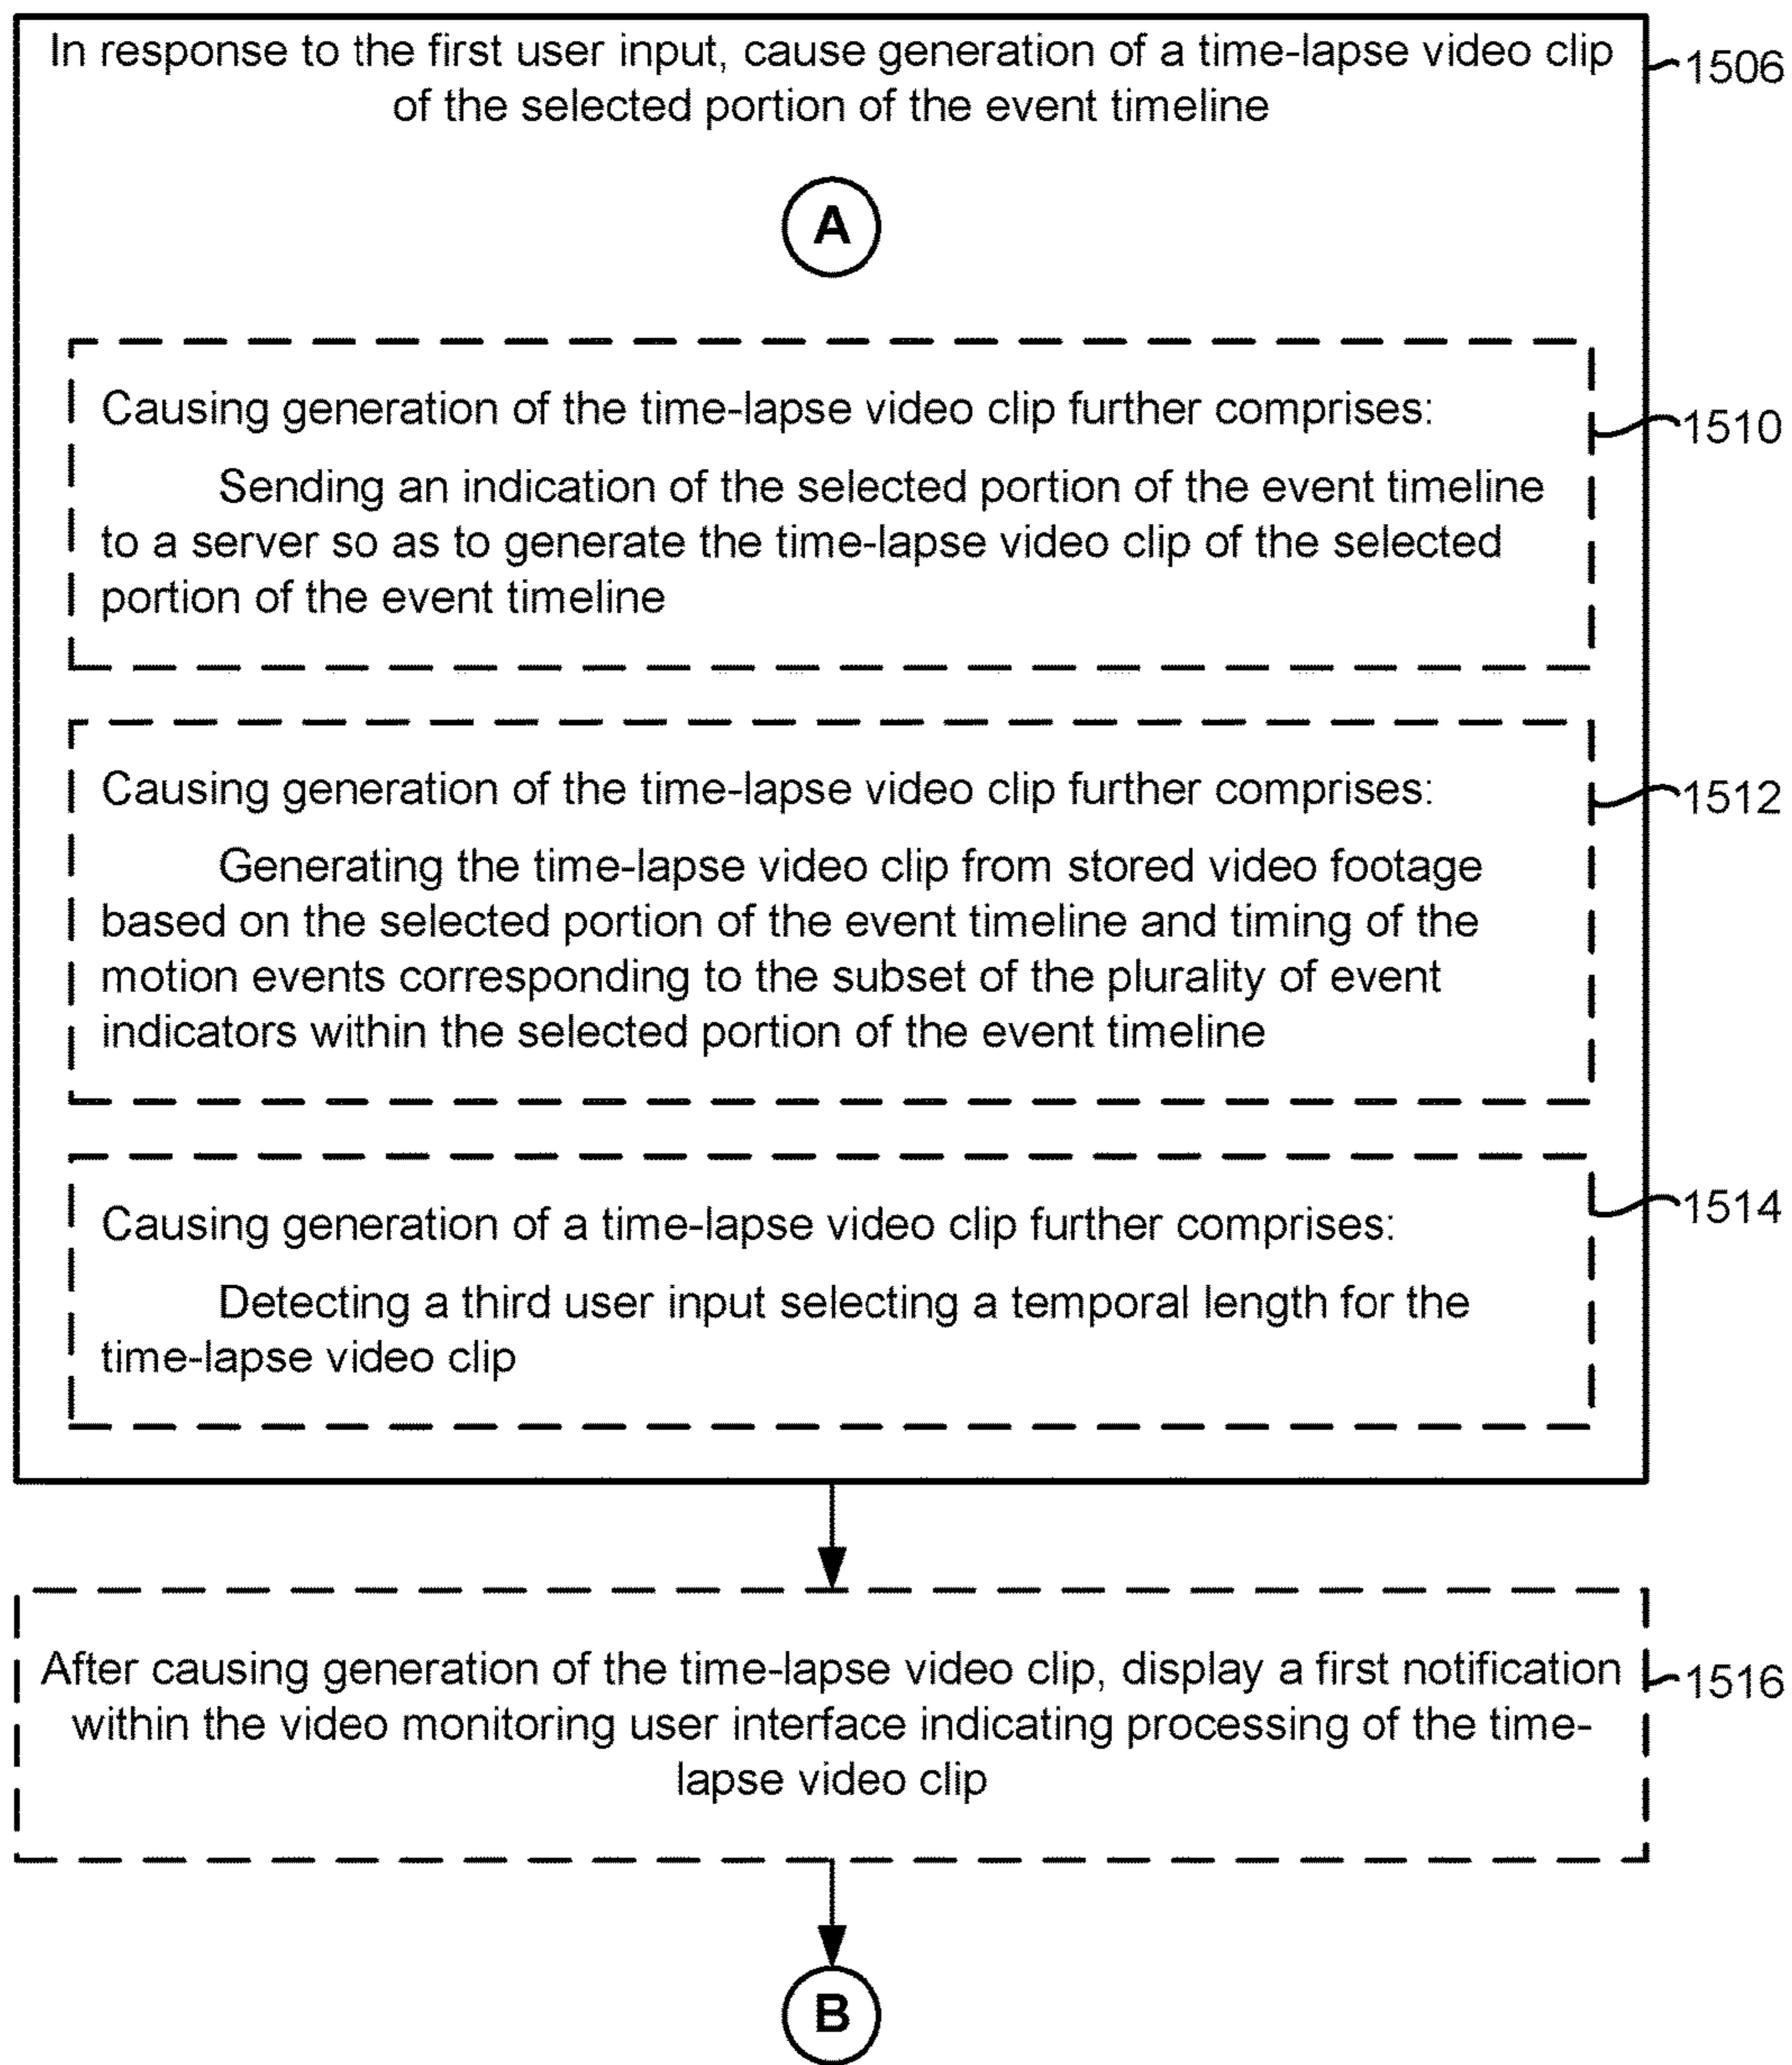 In response to the first user input, cause generation of a time-lapse video clip
of the selected portion of the event timeline
1506
A
Causing generation of the time-lapse video clip further comprises:
1510
Sending an indication of the selected portion of the event timeline
to a server so as to generate the time-lapse video clip of the selected
portion of the event timeline
Causing generation of the time-lapse video clip further comprises:
1512
Generating the time-lapse video clip from stored video footage
based on the selected portion of the event timeline and timing of the
motion events corresponding to the subset of the plurality of event
indicators within the selected portion of the event timeline
Causing generation of a time-lapse video clip further comprises:
1514
Detecting a third user input selecting a temporal length for the
time-lapse video clip
After causing generation of the time-lapse video clip, display a first notification
1516
within the video monitoring user interface indicating processing of the time-
lapse video clip
B